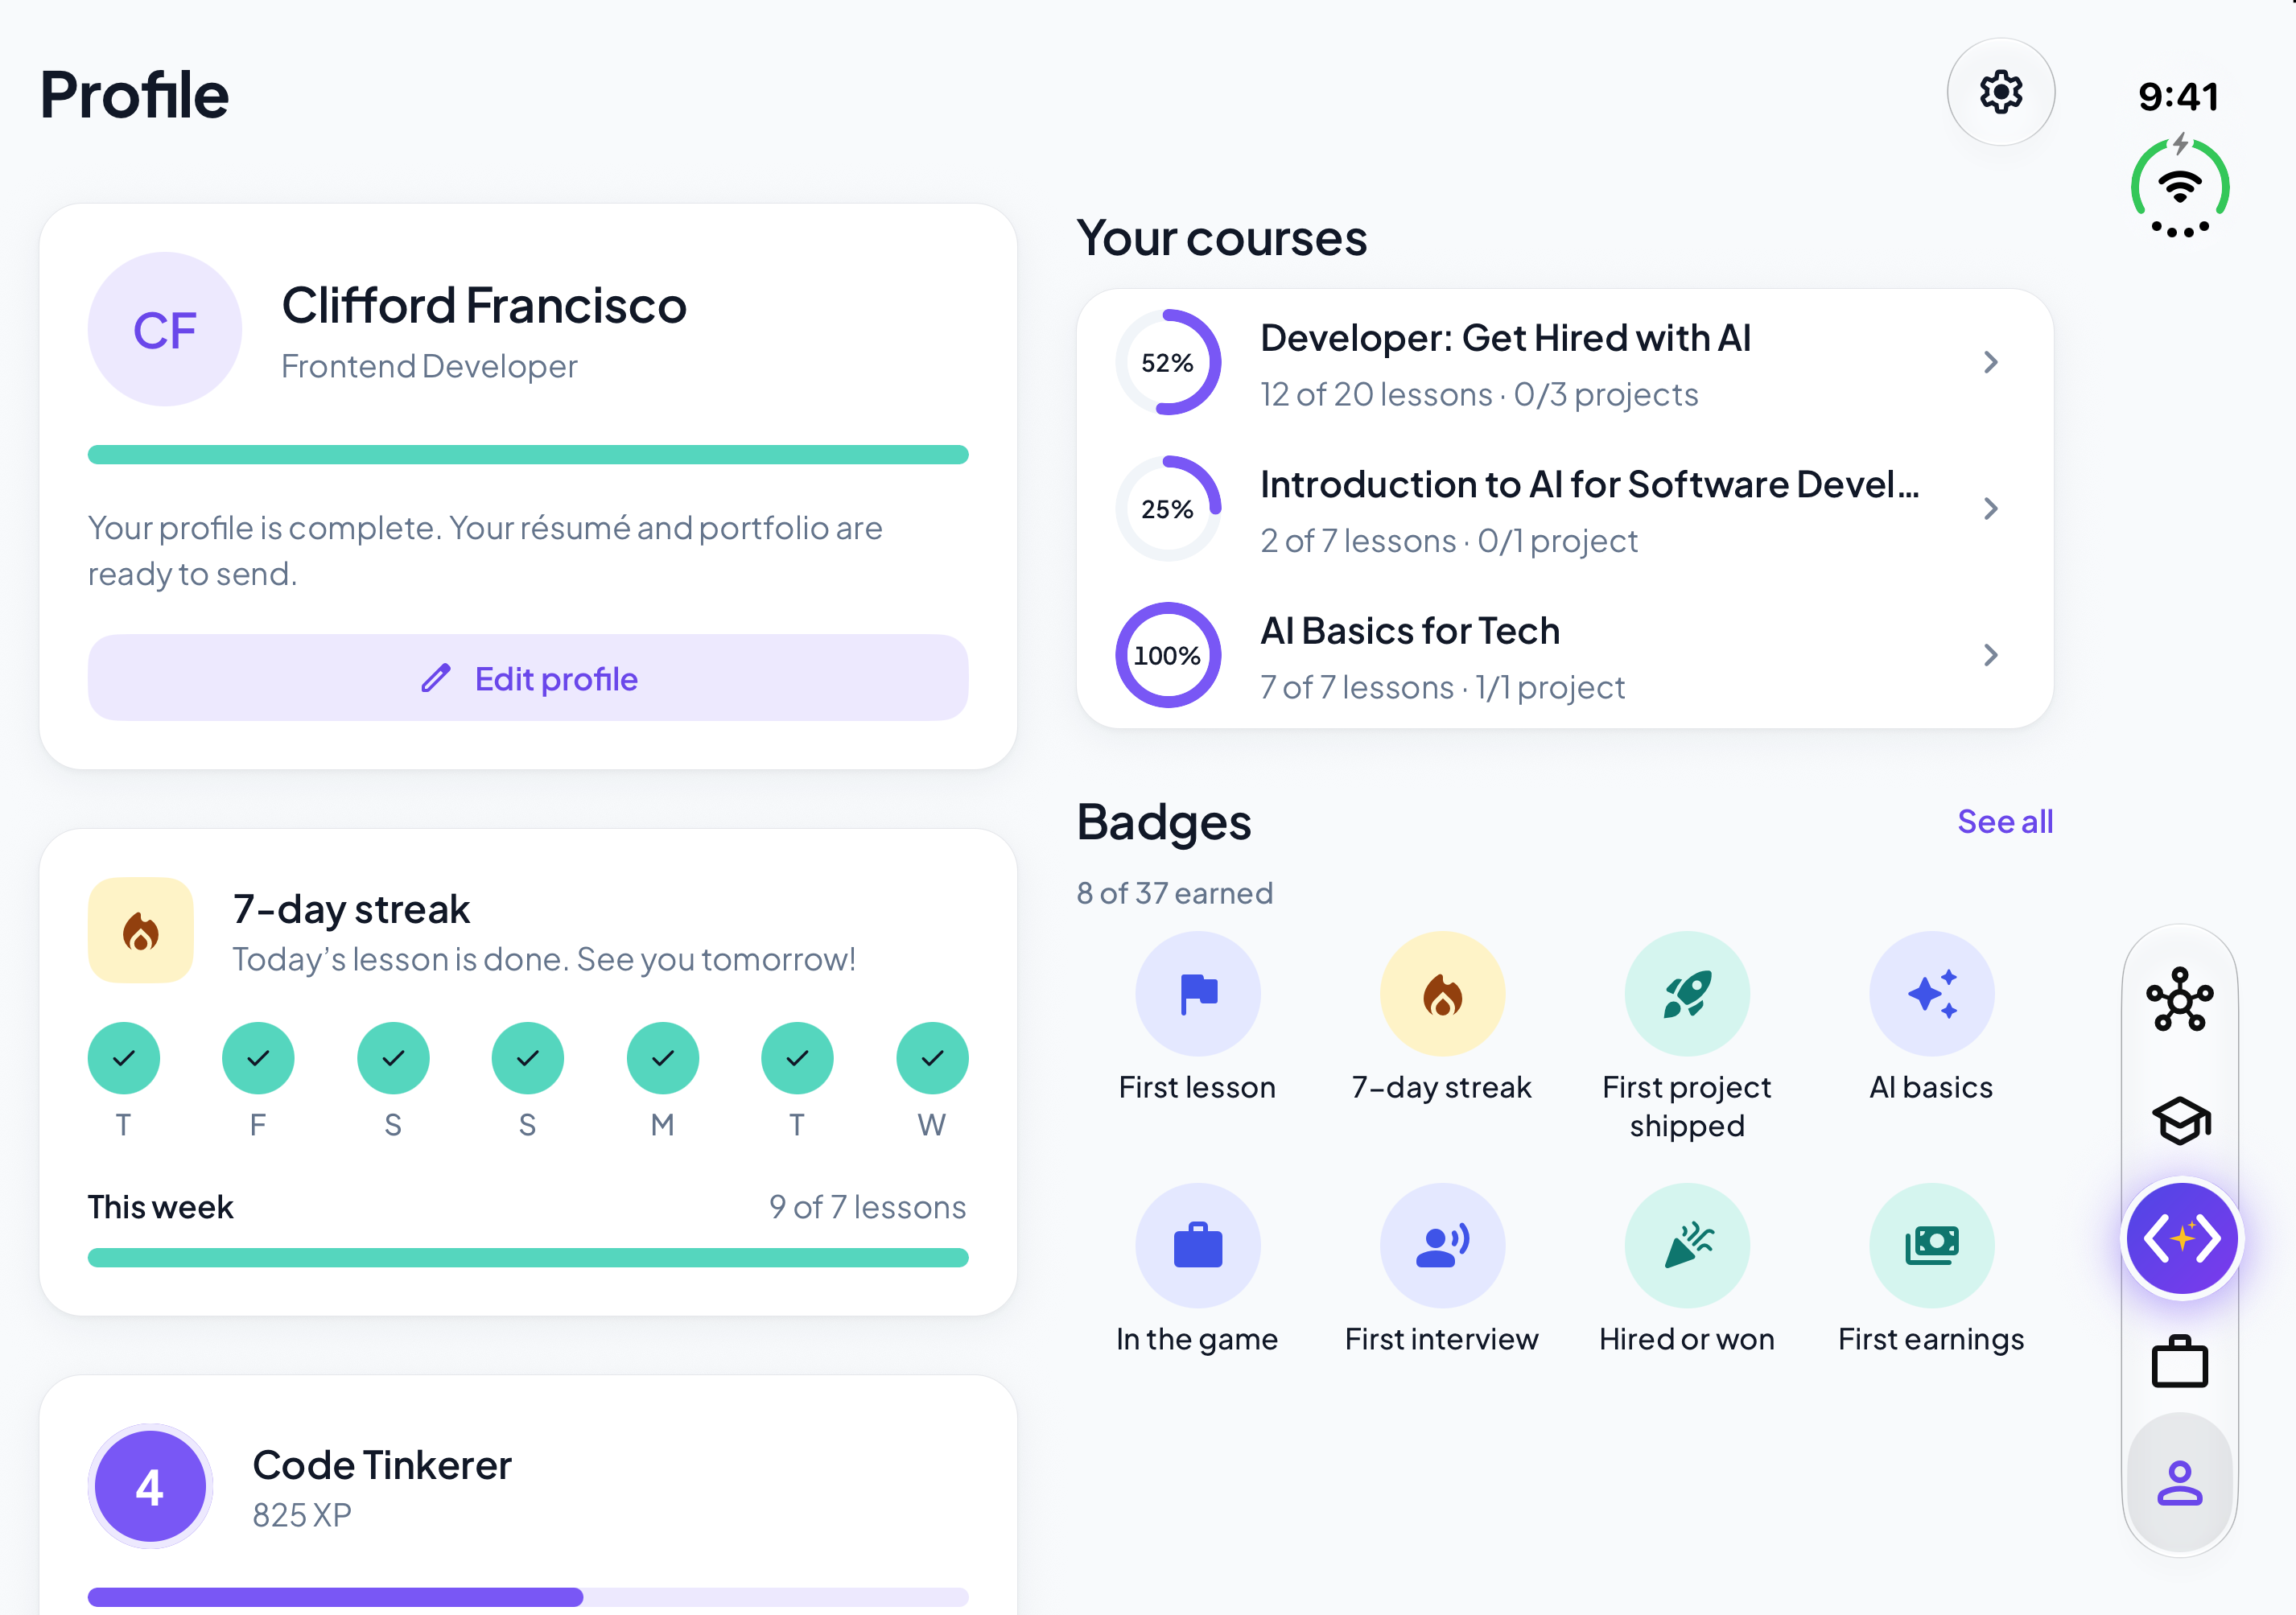 Profile
9:41
CF
Clifford Francisco
Frontend Developer
Your profile is complete. Your résumé and portfolio are
ready to send.
Edit profile
7-day streak
Today’s lesson is done. See you tomorrow!
T F S S M T W
This week
9 of 7 lessons
4
Code Tinkerer
825 XP
Your courses
52%
Developer: Get Hired with AI
12 of 20 lessons · 0/3 projects
25%
Introduction to AI for Software Devel...
2 of 7 lessons · 0/1 project
100%
AI Basics for Tech
7 of 7 lessons · 1/1 project
Badges
See all
8 of 37 earned
First lesson
7-day streak
First project
shipped
AI basics
In the game
First interview
Hired or won
First earnings